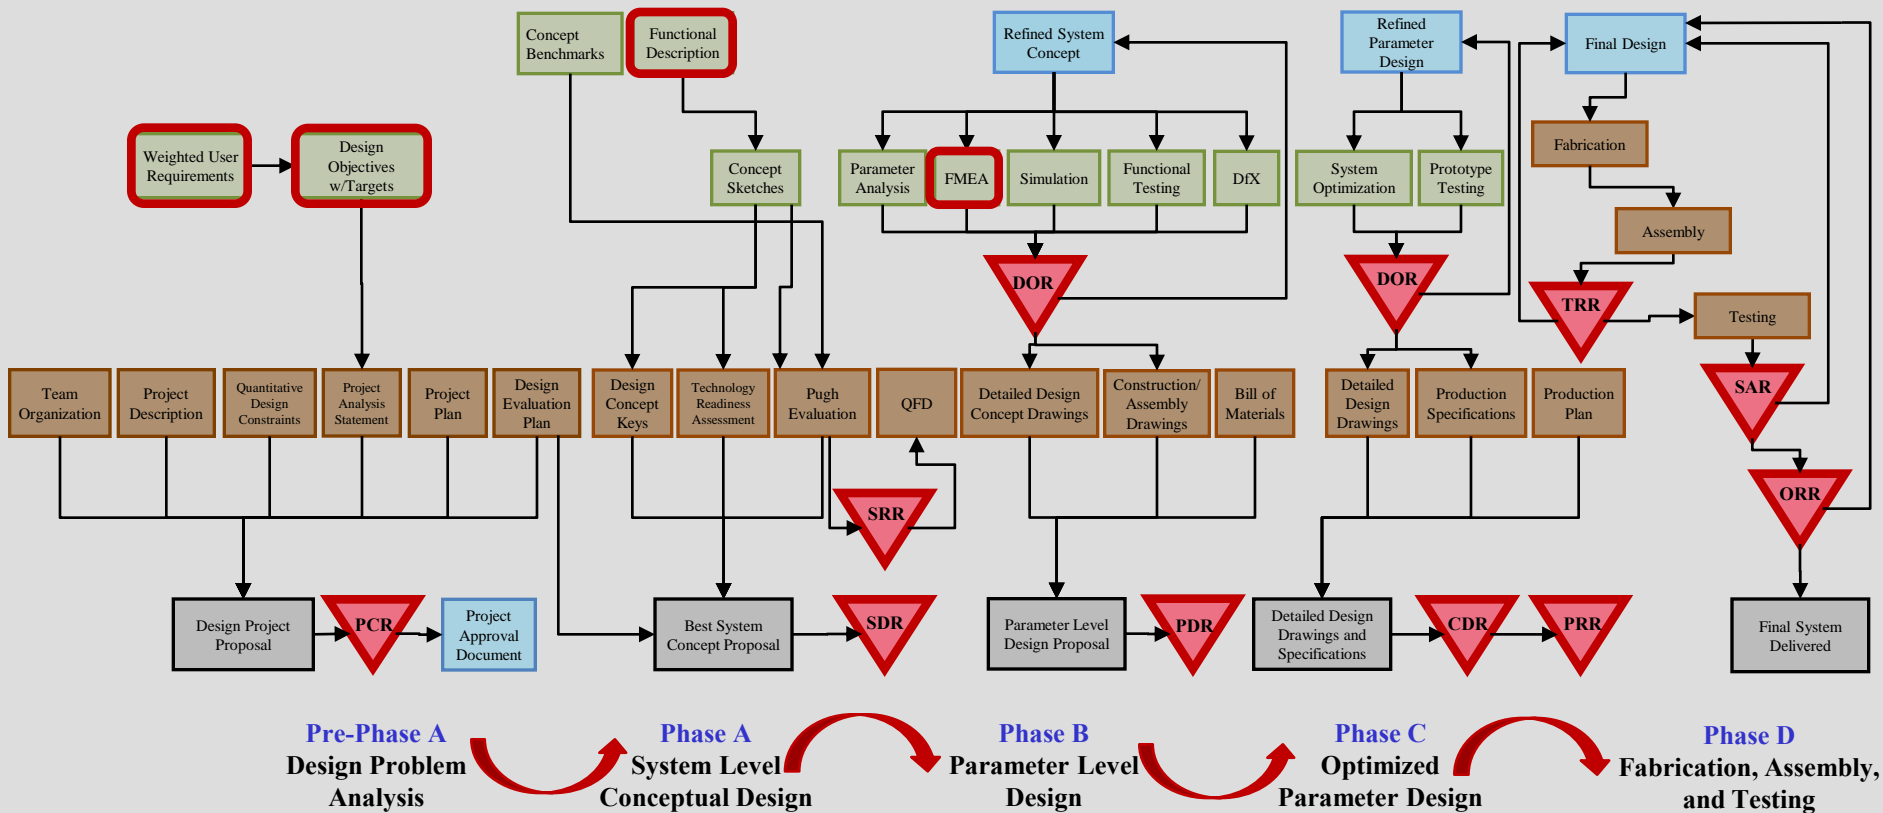 Concept
Benchmarks
Functional
Description
Refined System
Concept
Refined
Parameter
Design
Final Design
Weighted User
Requirements
Design
Objectives
w/Targets
Concept
Sketches
Parameter
Analysis
FMEA
Simulation
Functional
Testing
DfX
System
Optimization
Prototype
Testing
Fabrication
Assembly
DOR
DOR
TRR
Testing
Team
Organization
Project
Description
Quantitative
Design
Constraints
Project
Analysis
Statement
Project
Plan
Design
Evaluation
Plan
Design
Concept
Keys
Technology
Readiness
Assessment
Pugh
Evaluation
QFD
Detailed Design
Concept Drawings
Construction/
Assembly
Drawings
Bill of
Materials
Detailed
Design
Drawings
Production
Specifications
Production
Plan
SAR
SRR
ORR
Design Project
Proposal
PCR
Project
Approval
Document
Best System
Concept Proposal
SDR
Parameter Level
Design Proposal
PDR
Detailed Design
Drawings and
Specifications
CDR
PRR
Final System
Delivered
Pre-Phase A
Design Problem
Analysis
Phase A
System Level
Conceptual Design
Phase B
Parameter Level
Design
Phase C
Optimized
Parameter Design
Phase D
Fabrication, Assembly,
and Testing